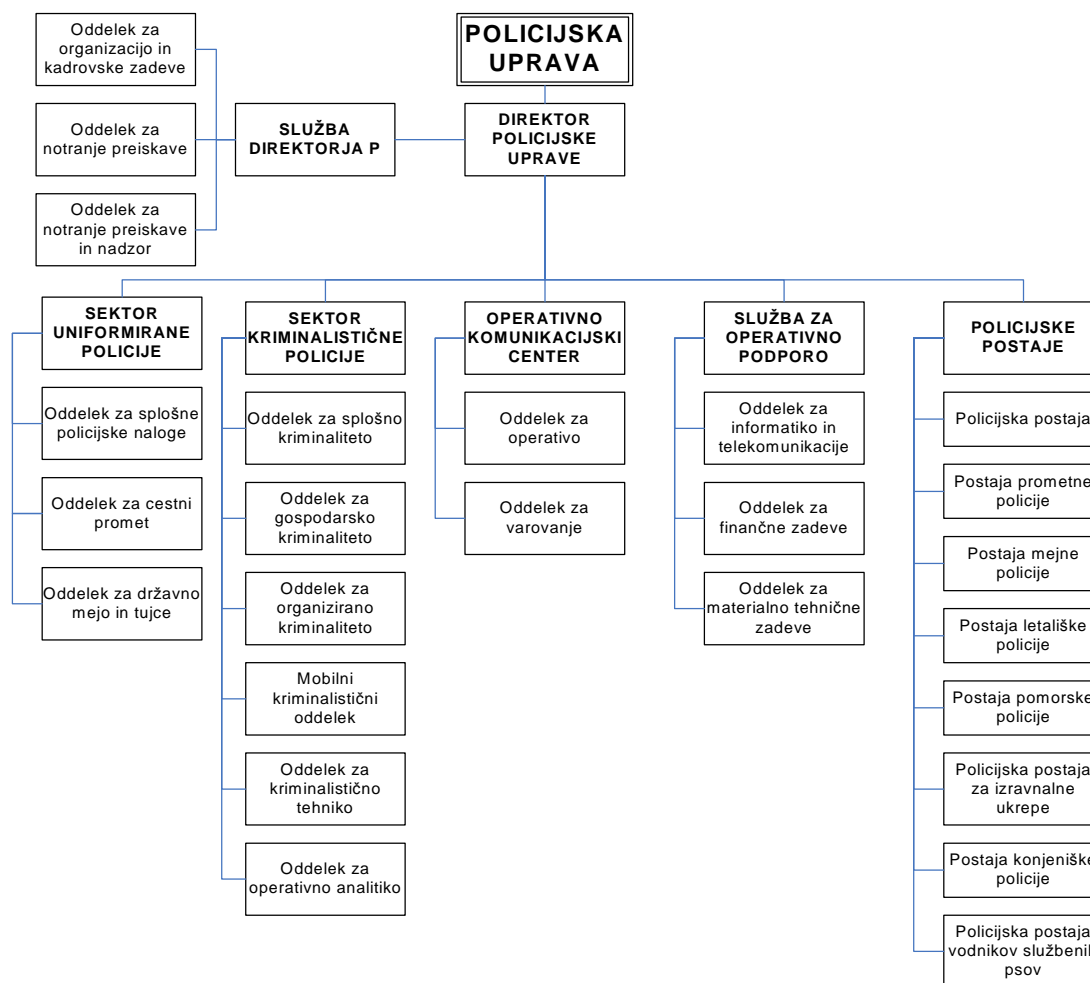 POLICIJSKA
UPRAVA
Oddelek za
organizacijo in
kadrovske zadeve
Oddelek za
notranje preiskave
Oddelek za
notranje preiskave
in nadzor
SLUŽBA
DIREKTORJA P
DIREKTOR
POLICIJSKE
UPRAVE
SEKTOR
UNIFORMIRANE
POLICIJE
Oddelek za splošne
policijske naloge
Oddelek za cestni
promet
Oddelek za državno
mejo in tujce
SEKTOR
KRIMINALISTIČNE
POLICIJE
Oddelek za splošno
kriminaliteto
Oddelek za
gospodarsko
kriminaliteto
Oddelek za
organizirano
kriminaliteto
Mobilni
kriminalistični
oddelek
Oddelek za
kriminalistično
tehniko
Oddelek za
operativno analitiko
OPERATIVNO
KOMUNIKACIJSKI
CENTER
Oddelek za
operativo
Oddelek za
varovanje
SLUŽBA ZA
OPERATIVNO
PODPORO
Oddelek za
informatiko in
telekomunikacije
Oddelek za
finančne zadeve
Oddelek za
materialno tehnične
zadeve
POLICIJSKE
POSTAJE
Policijska postaja
Postaja prometne
policije
Postaja mejne
policije
Postaja letališke
policije
Postaja pomorske
policije
Policijska postaja
za izravnalne
ukrepe
Postaja konjeniške
policije
Policijska postaja
vodnikov službenih
psov